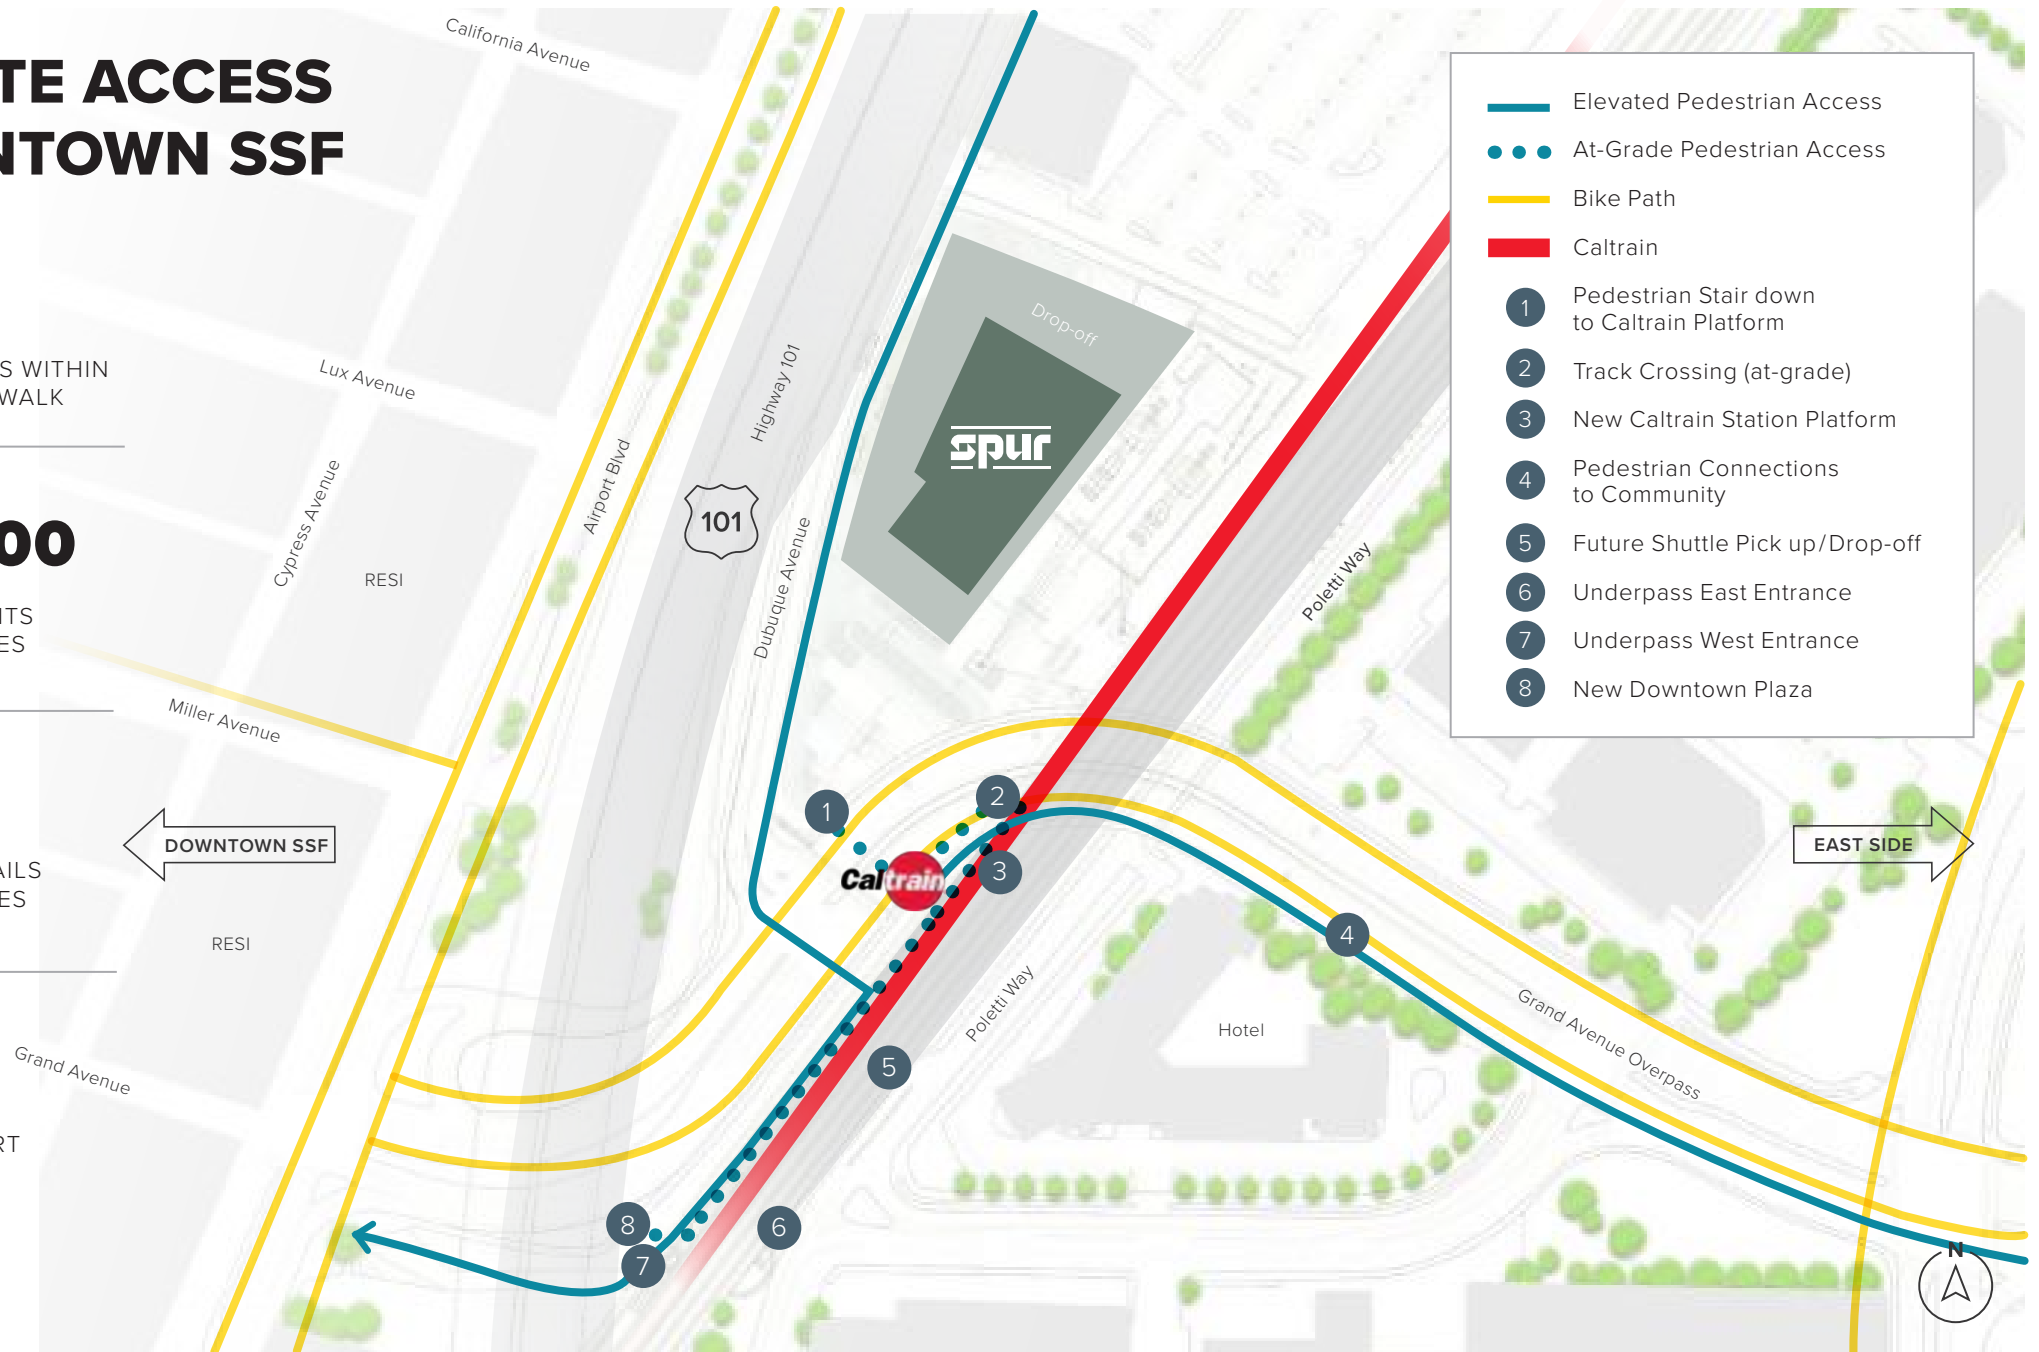 TE ACCESS
NTOWN SSF
S WITHIN
WALK
00
ITS
ES
AILS
ES
RT
California Avenue
Lux Avenue
Cypress Avenue
RESI
Miller Avenue
DOWNTOWN SSF
RESI
Grand Avenue
Airport Blvd
Highway 101
101
Dubuque Avenue
Drop-off
spur
Poletti Way
1
2
Caltrain
3
4
EAST SIDE
Poletti Way
5
Hotel
Grand Avenue Overpass
8
7
6
N
Elevated Pedestrian Access
At-Grade Pedestrian Access
Bike Path
Caltrain
1 Pedestrian Stair down
to Caltrain Platform
2 Track Crossing (at-grade)
3 New Caltrain Station Platform
4 Pedestrian Connections
to Community
5 Future Shuttle Pick up/Drop-off
6 Underpass East Entrance
7 Underpass West Entrance
8 New Downtown Plaza